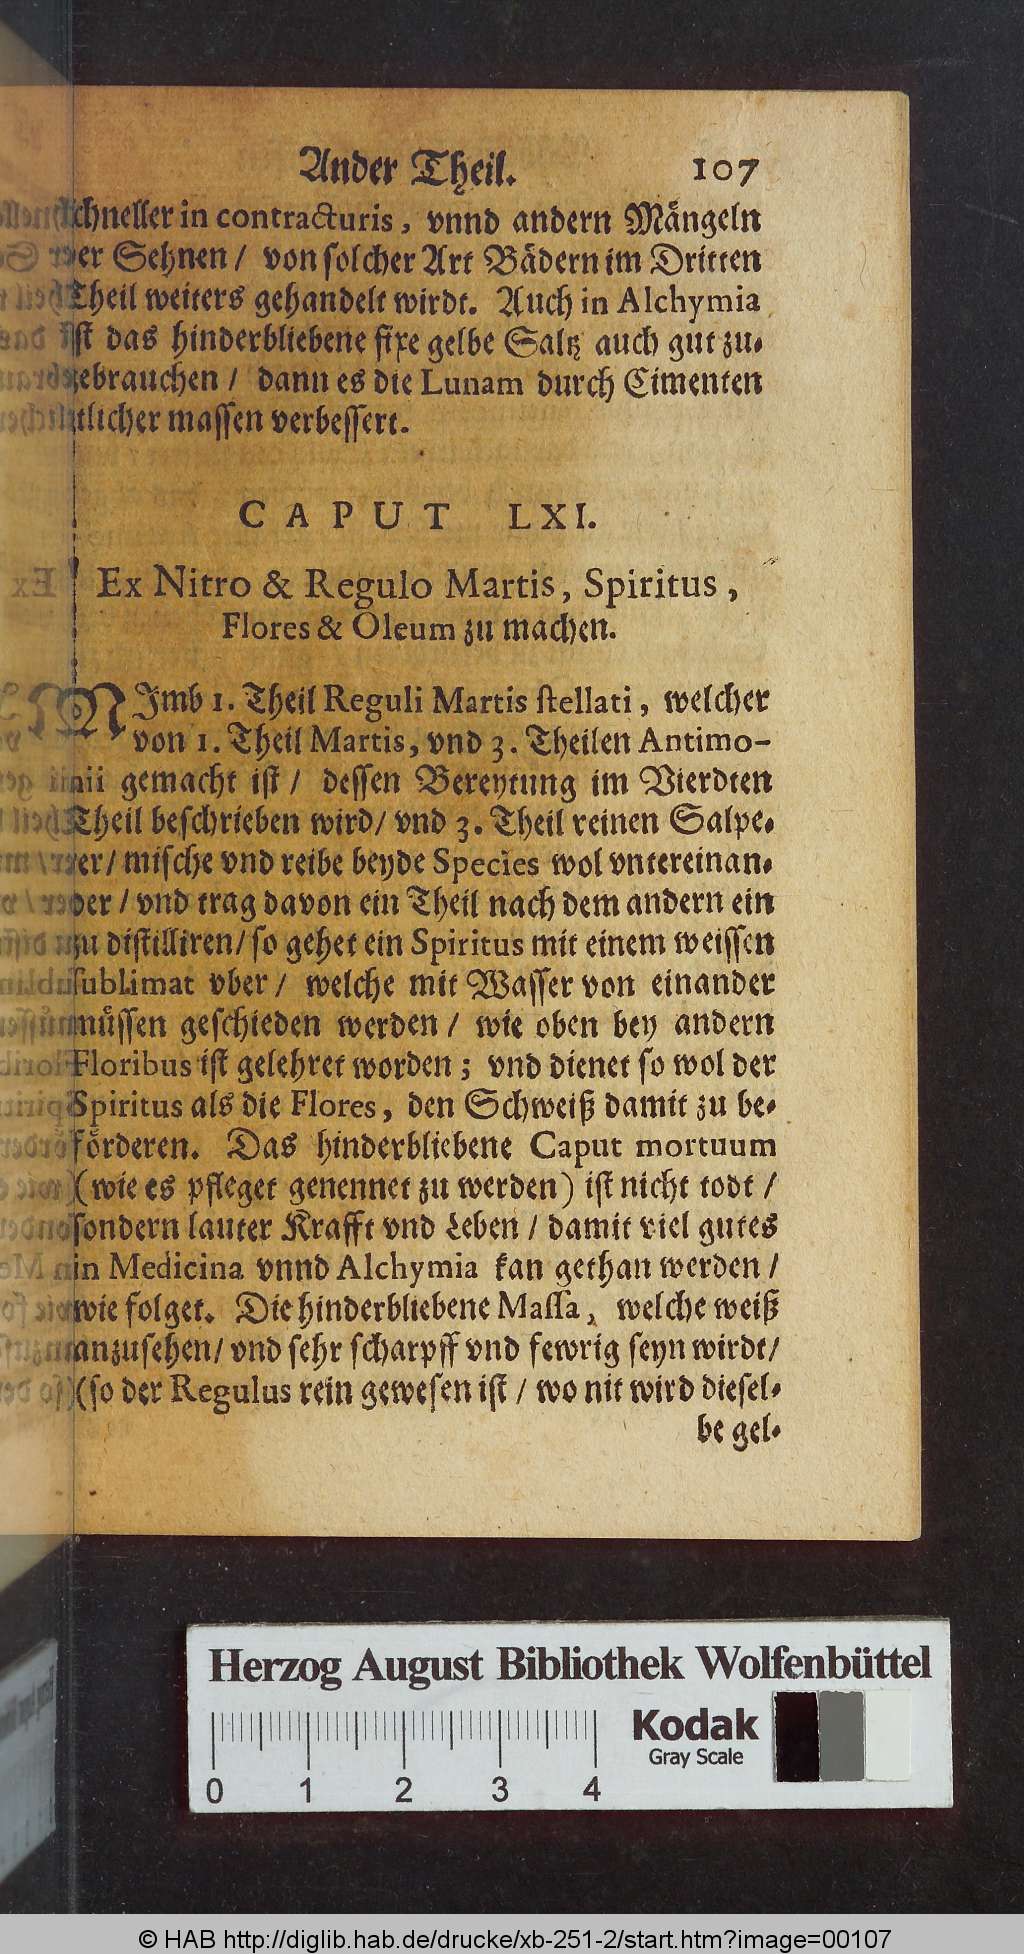 Ander Theil. 107
schneller in contracturis, vnnd andern Mängeln
der Sehnen / von solcher Art Bädern im Dritten
Theil weiters gehandelt wirdt. Auch in Alchymia
ist das hinderbliebene fixe gelbe Saltz auch gut zu-
gebrauchen / dann es die Lunam durch Cimenten
etlicher massen verbessert.
CAPUT LXI.
Ex Nitro & Regulo Martis, Spiritus,
Flores & Oleum zu machen.
NImb 1. Theil Reguli Martis stellati, welcher
von 1. Theil Martis, vnd 3. Theilen Antimo-
nii gemacht ist / dessen Bereytung im Vierdten
Theil beschrieben wird / vnd 3. Theil reinen Salpe-
ter / mische vnd reibe beyde Species wol vntereinan-
der / vnd trag davon ein Theil nach dem andern ein
zu distilliren / so gehet ein Spiritus mit einem weissen
sublimat vber / welche mit Wasser von einander
müssen geschieden werden / wie oben bey andern
Floribus ist gelehret worden; vnd dienet so wol der
Spiritus als die Flores, den Schweiß damit zu be-
förderen. Das hinderbliebene Caput mortuum
(wie es pfleget genennet zu werden) ist nicht todt /
sondern lauter Krafft vnd Leben / damit viel gutes
in Medicina vnnd Alchymia kan gethan werden /
wie folget. Die hinderbliebene Massa, welche weiß
anzusehen / vnd sehr scharpff vnd fewrig seyn wirdt /
(so der Regulus rein gewesen ist / wo nit wird diesel-
be gel-
Herzog August Bibliothek Wolfenbüttel
Kodak
Gray Scale
0 1 2 3 4
© HAB http://diglib.hab.de/drucke/xb-251-2/start.htm?image=00107